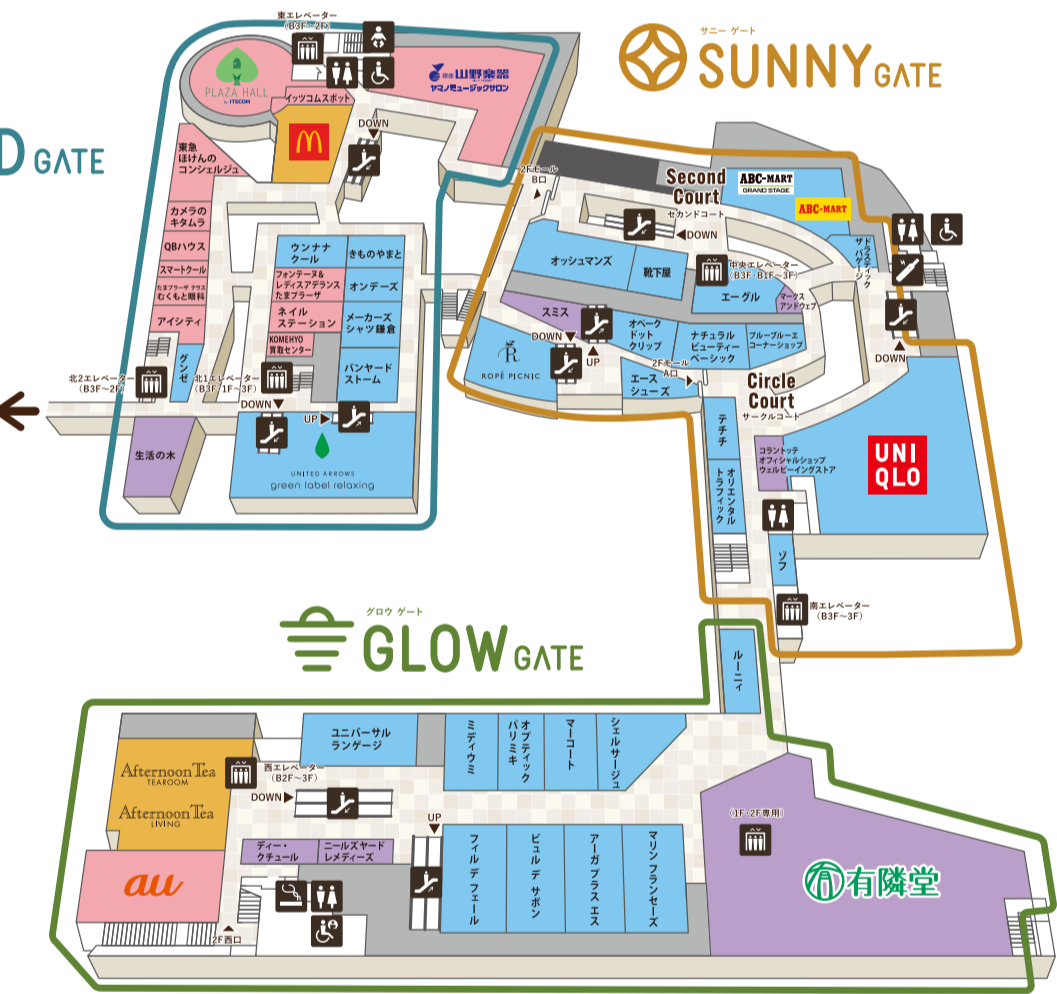 東エレベーター
(B3F~2F)
PLAZA HALL
by iTSCOM
イッツコムスポット
銀座山野楽器
ヤマノミュージックサロン
サニー ゲート
SUNNY GATE
D GATE
DOWN
東急
ほけんの
コンシェルジュ
カメラの
キタムラ
QBハウス
スマートクール
たまプラーザ テラス
むくもと眼科
アイシティ
グンゼ
ウンナナ
クール
きものやまと
フォンテーヌ&
レディスアデランス
たまプラーザ
オンデーズ
ネイル
ステーション
メーカーズ
シャツ鎌倉
KOMEHYO
買取センター
バンヤード
ストーム
北2エレベーター
(B3F~2F)
北1エレベーター
(B3F・1F~3F)
DOWN
UP
生活の木
UNITED ARROWS
green label relaxing
2Fモール
B口
Second
Court
セカンドコート
DOWN
ABC-MART
GRAND STAGE
ABC-MART
ドラスティック
ザ バゲージ
オッシュマンズ
靴下屋
中央エレベーター
(B3F・B1F~3F)
エーグル
マークス
アンドウェブ
スミス
DOWN
UP
オペーク
ドット
クリップ
ナチュラル
ビューティー
ベーシック
ブルーブルーエ
コーナーショップ
DOWN
ROPÉ PICNIC
エース
シューズ
2Fモール
A口
Circle
Court
サークルコート
テチチ
オリエンタル
トラフィック
コラントッテ
オフィシャルショップ
ウェルビーイングストア
UNI
QLO
ゾフ
南エレベーター
(B3F~3F)
グロウ ゲート
GLOW GATE
ルーニィ
ユニバーサル
ランゲージ
ミディウミ
オプティック
パリミキ
マーコート
シェルサージュ
Afternoon Tea
TEAROOM
Afternoon Tea
LIVING
西エレベーター
(B2F~3F)
DOWN
UP
ディー・
クチュール
ニールズヤード
レメディーズ
au
2F西口
フィル デ フェール
ビュル デ サボン
アーガ プラス エス
マリン フランセーズ
(1F・2F専用)
有隣堂